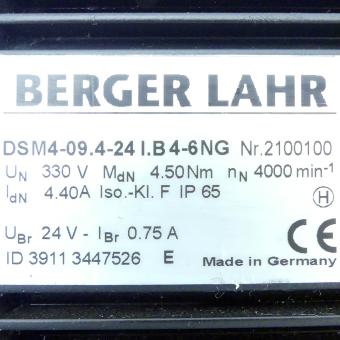 BERGER LAHR
DSM4-09.4-24 I.B4-6NG Nr.2100100
UN 330 V MdN 4.50Nm nN 4000 min-1
IdN 4.40A Iso.-Kl. F IP 65 H
UBr 24 V - IBr 0.75 A CE
ID 3911 3447526 E Made in Germany